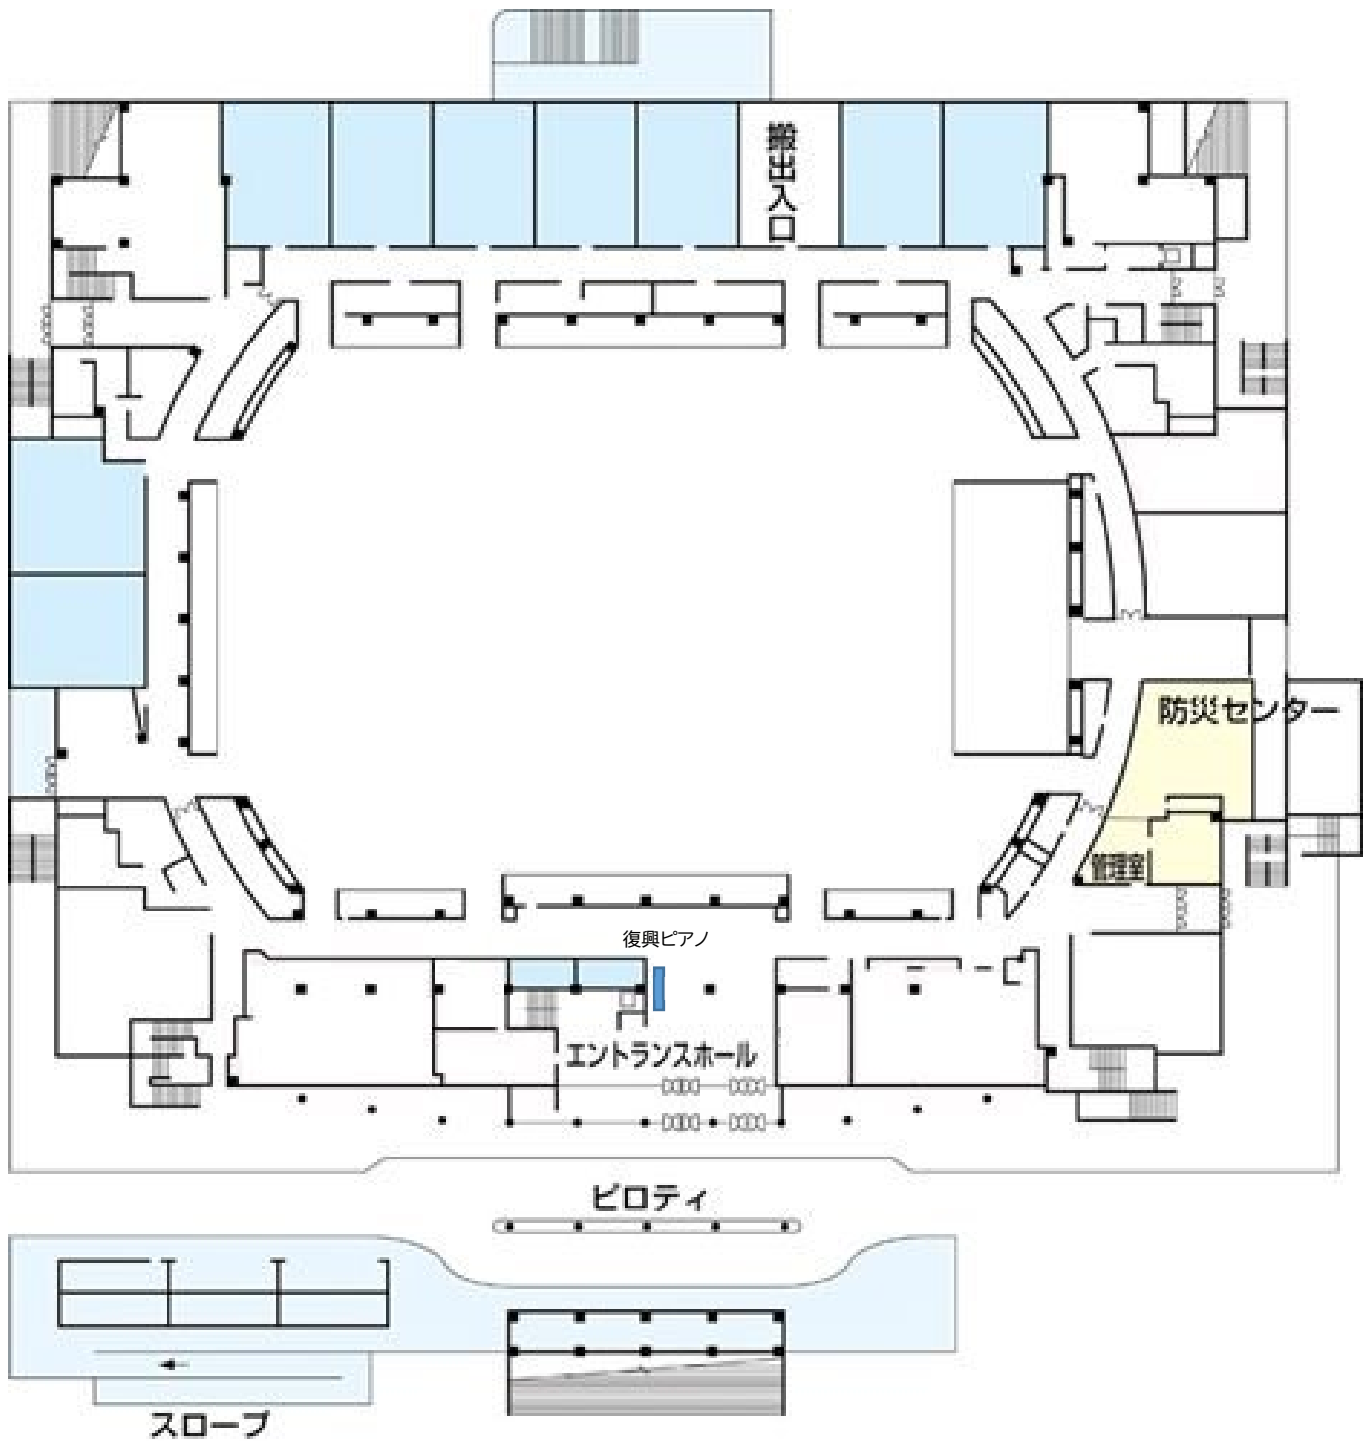 搬出入口
防災センター
管理室
復興ピアノ
エントランスホール
ピロティ
スロープ